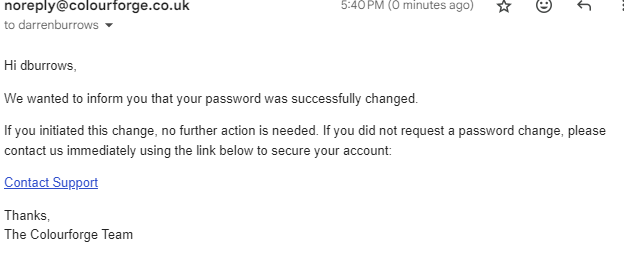 noreply@colourforge.co.uk 5:40 PM (0 minutes ago)
to darrenburrows
Hi dburrows,
We wanted to inform you that your password was successfully changed.
If you initiated this change, no further action is needed. If you did not request a password change, please
contact us immediately using the link below to secure your account:
Contact Support
Thanks,
The Colourforge Team